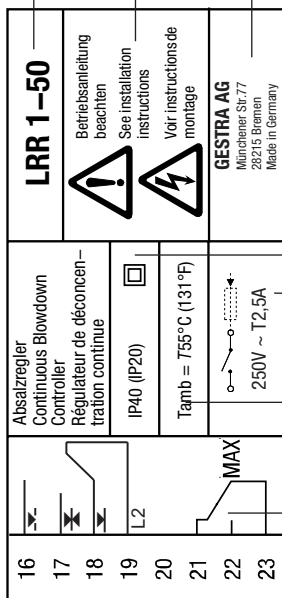 LRR 1–50
Betriebsanleitung
beachten
See installation
instructions
Voir instructions de
montage
GESTRA AG
Münchener Str.77
28215 Bremen
Made in Germany
Absalzregler
Continuous Blowdown
Controller
Régulateur de déconcen–
tration continue
IP40 (IP20)
Tamb = T55°C (131°F)
250V ~ T2,5A
L2
MAX
16
17
18
19
20
21
22
23